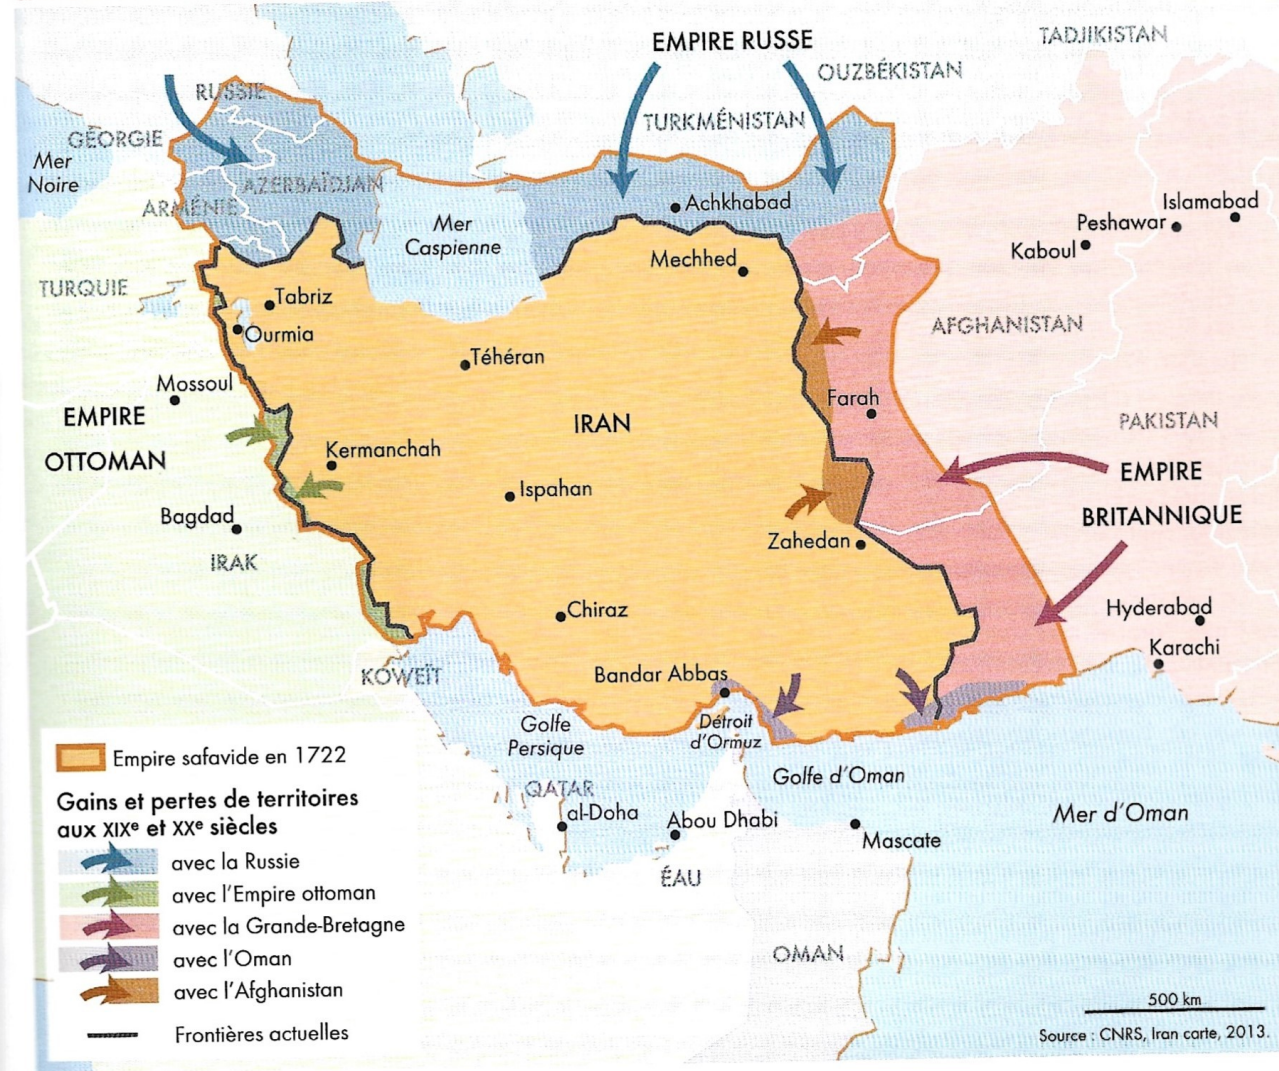 EMPIRE RUSSE
TADJIKISTAN
OUZBÉKISTAN
RUSSIE
TURKMÉNISTAN
GÉORGIE
Mer
Noire
AZERBAÏDJAN
ARMÉNIE
Achkhabad
Islamabad
Peshawar
Kaboul
Mer
Caspienne
Mechhed
TURQUIE
Tabriz
Ourmia
AFGHANISTAN
Téhéran
Mossoul
Farah
EMPIRE
OTTOMAN
IRAN
PAKISTAN
Kermanchah
EMPIRE
BRITANNIQUE
Ispahan
Bagdad
Zahedan
IRAK
Chiraz
Hyderabad
Karachi
KOWEÏT
Bandar Abbas
Golfe
Persique
Détroit
d'Ormuz
Golfe d'Oman
QATAR
al-Doha
Abou Dhabi
Mer d'Oman
Mascate
ÉAU
OMAN
Empire safavide en 1722
Gains et pertes de territoires
aux XIXe et XXe siècles
avec la Russie
avec l'Empire ottoman
avec la Grande-Bretagne
avec l'Oman
avec l'Afghanistan
Frontières actuelles
500 km
Source : CNRS, Iran carte, 2013.